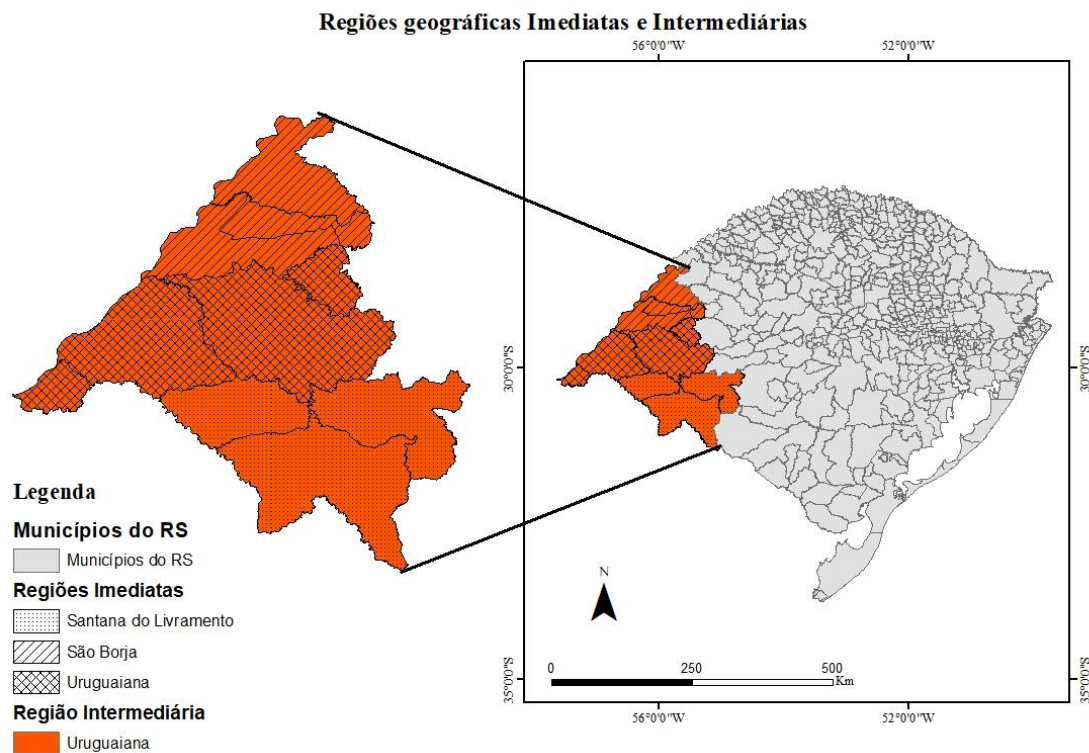 Regiões geográficas Imediatas e Intermediárias
56°0'0"W
52°0'0"W
30°0'0"S
30°0'0"S
Legenda
Municípios do RS
Municípios do RS
Regiões Imediatas
Santana do Livramento
São Borja
Uruguaiana
Região Intermediária
Uruguaiana
N
0
250
500
Km
35°0'0"S
35°0'0"S
56°0'0"W
52°0'0"W